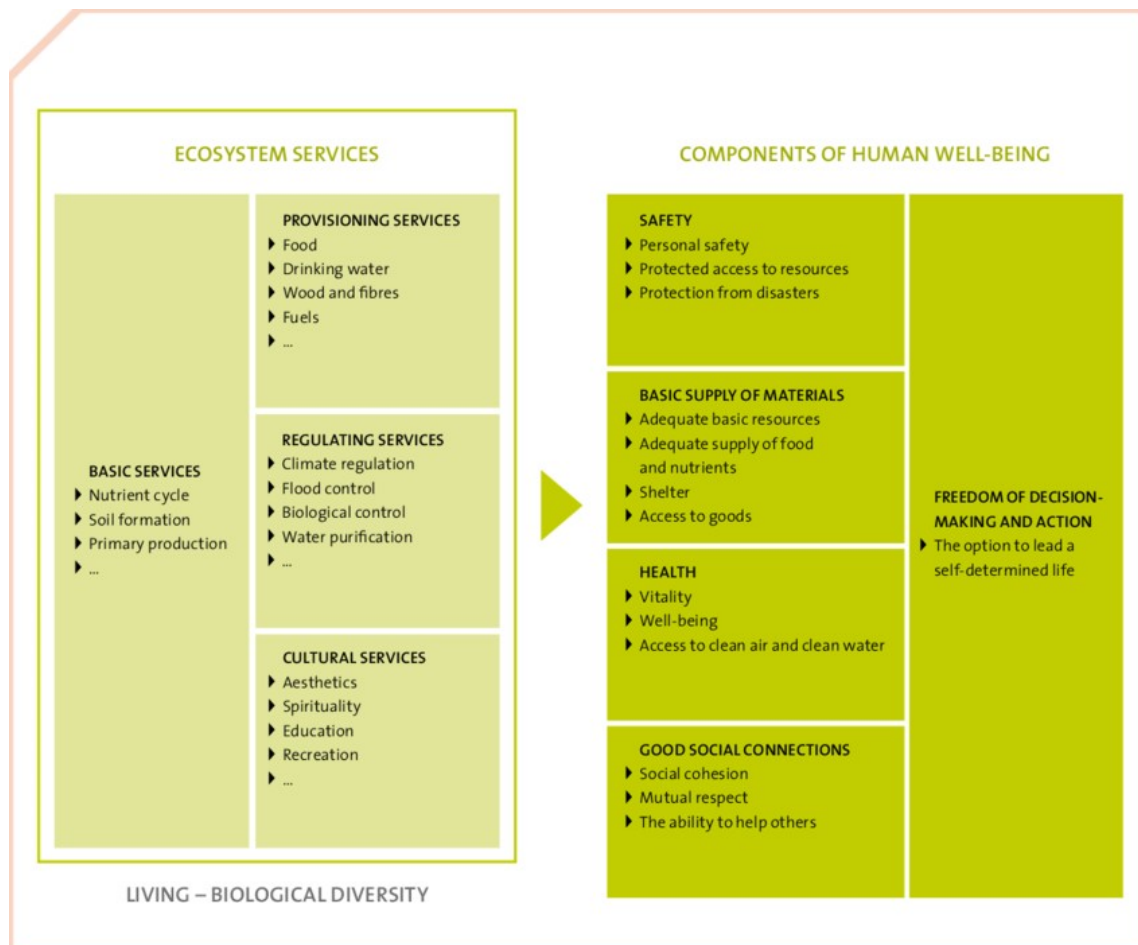 ECOSYSTEM SERVICES
BASIC SERVICES
Nutrient cycle
Soil formation
Primary production
...
PROVISIONING SERVICES
Food
Drinking water
Wood and fibres
Fuels
...
REGULATING SERVICES
Climate regulation
Flood control
Biological control
Water purification
...
CULTURAL SERVICES
Aesthetics
Spirituality
Education
Recreation
...
LIVING – BIOLOGICAL DIVERSITY
COMPONENTS OF HUMAN WELL-BEING
SAFETY
Personal safety
Protected access to resources
Protection from disasters
BASIC SUPPLY OF MATERIALS
Adequate basic resources
Adequate supply of food
and nutrients
Shelter
Access to goods
HEALTH
Vitality
Well-being
Access to clean air and clean water
GOOD SOCIAL CONNECTIONS
Social cohesion
Mutual respect
The ability to help others
FREEDOM OF DECISION-
MAKING AND ACTION
The option to lead a
self-determined life